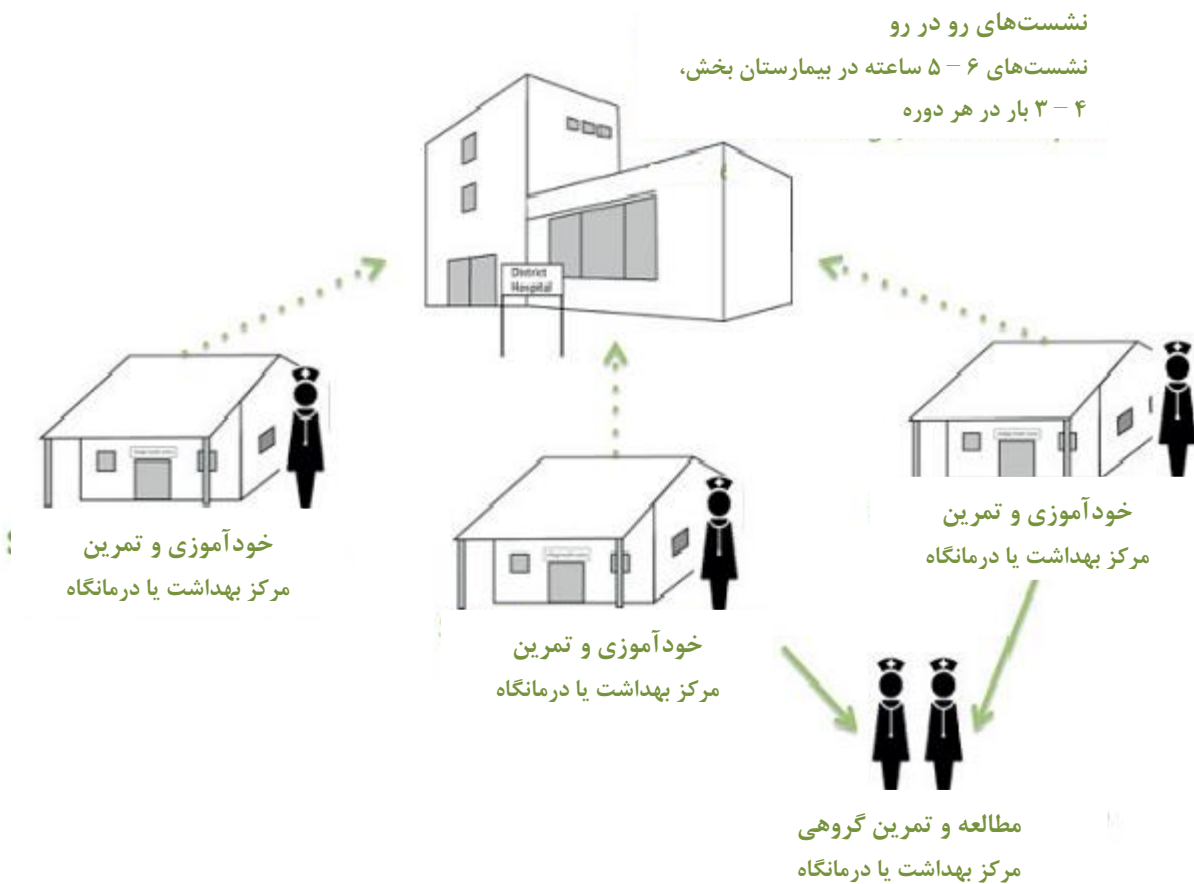 نشست‌های رو در رو
نشست‌های ۶ – ۵ ساعته در بیمارستان بخش،
۴ – ۳ بار در هر دوره
District
Hospital
خودآموزی و تمرین
مرکز بهداشت یا درمانگاه
خودآموزی و تمرین
مرکز بهداشت یا درمانگاه
خودآموزی و تمرین
مرکز بهداشت یا درمانگاه
مطالعه و تمرین گروهی
مرکز بهداشت یا درمانگاه